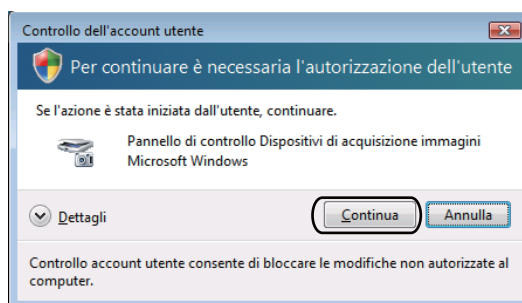 Controllo dell'account utente
Per continuare è necessaria l'autorizzazione dell'utente
Se l'azione è stata iniziata dall'utente, continuare.
Pannello di controllo Dispositivi di acquisizione immagini
Microsoft Windows
Dettagli
Continua
Annulla
Controllo account utente consente di bloccare le modifiche non autorizzate al
computer.